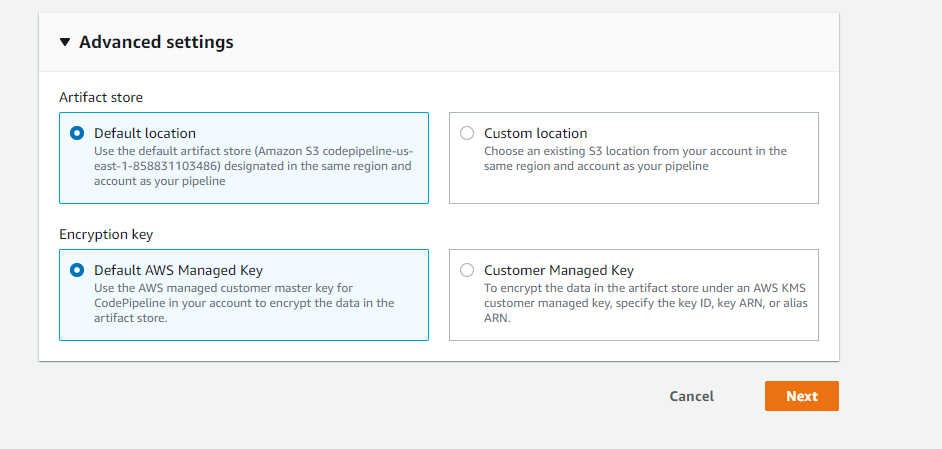 Advanced settings
Artifact store
Default location
Use the default artifact store (Amazon S3 codepipeline-us-
east-1-858831103486) designated in the same region and
account as your pipeline
Custom location
Choose an existing S3 location from your account in the
same region and account as your pipeline
Encryption key
Default AWS Managed Key
Use the AWS managed customer master key for
CodePipeline in your account to encrypt the data in the
artifact store.
Customer Managed Key
To encrypt the data in the artifact store under an AWS KMS
customer managed key, specify the key ID, key ARN, or alias
ARN.
Cancel
Next